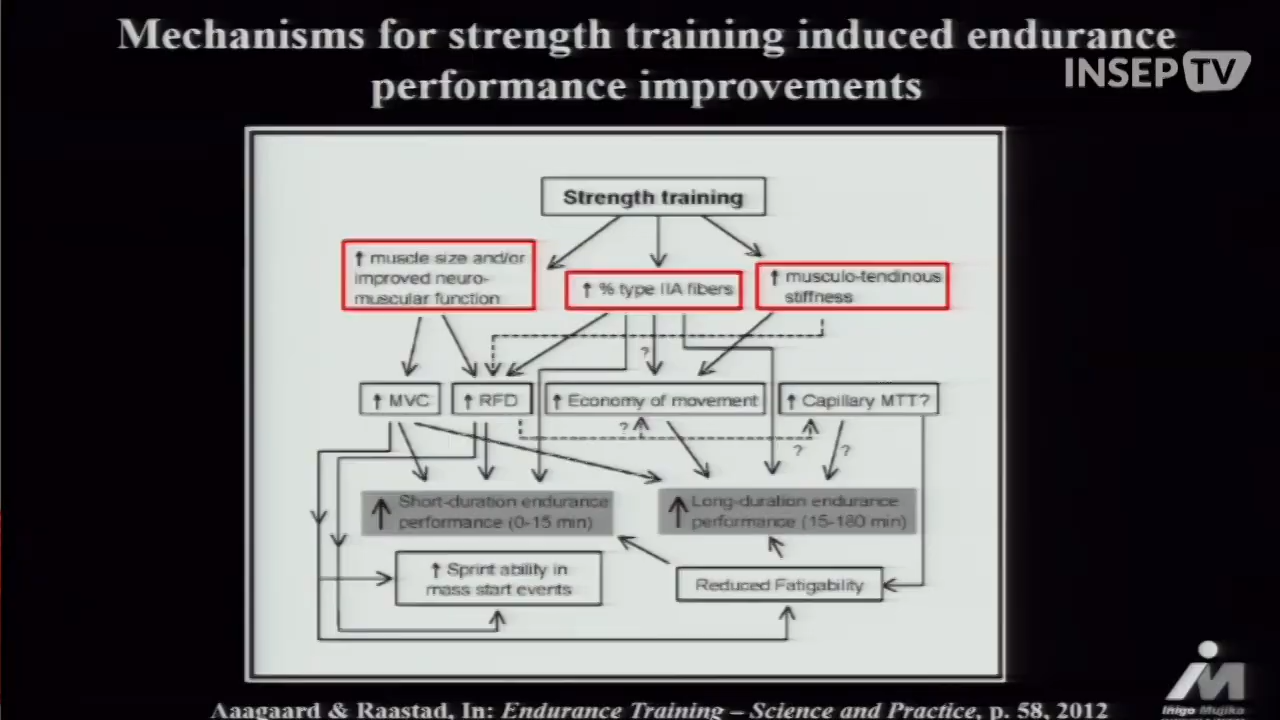 Mechanisms for strength training induced endurance
performance improvements
INSEP TV
Strength training
↑ muscle size and/or
improved neuro-
muscular function
↑ % type IIA fibers
↑ musculo-tendinous
stiffness
?
↑ MVC
↑ RFD
↑ Economy of movement
↑ Capillary MTT?
?
?
?
↑ Short-duration endurance
performance (0-15 min)
↑ Long-duration endurance
performance (15-180 min)
↑ Sprint ability in
mass start events
Reduced Fatigability
Aaagaard & Raastad, In: Endurance Training – Science and Practice, p. 58, 2012
Iñigo Mujika